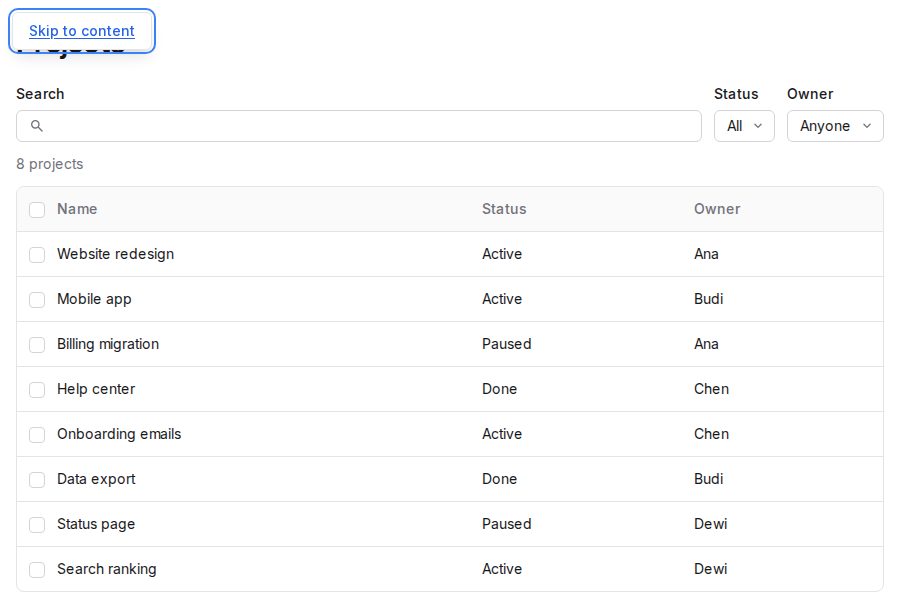 Skip to content
Search
Status
Owner
All
Anyone
8 projects
Name Status Owner
Website redesign Active Ana
Mobile app Active Budi
Billing migration Paused Ana
Help center Done Chen
Onboarding emails Active Chen
Data export Done Budi
Status page Paused Dewi
Search ranking Active Dewi